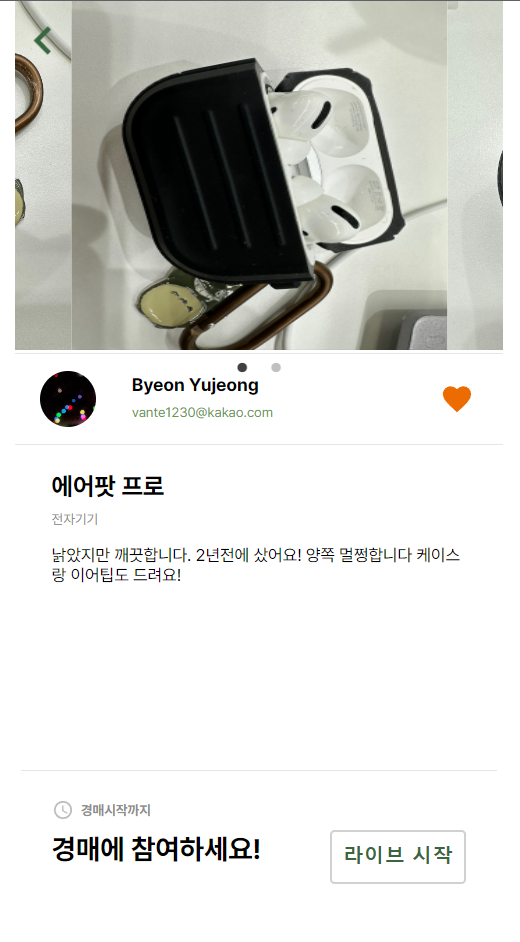 Byeon Yujeong
vante1230@kakao.com
에어팟 프로
전자기기
낡았지만 깨끗합니다. 2년전에 샀어요! 양쪽 멀쩡합니다 케이스
랑 이어팁도 드려요!
경매시작까지
경매에 참여하세요!
라이브 시작